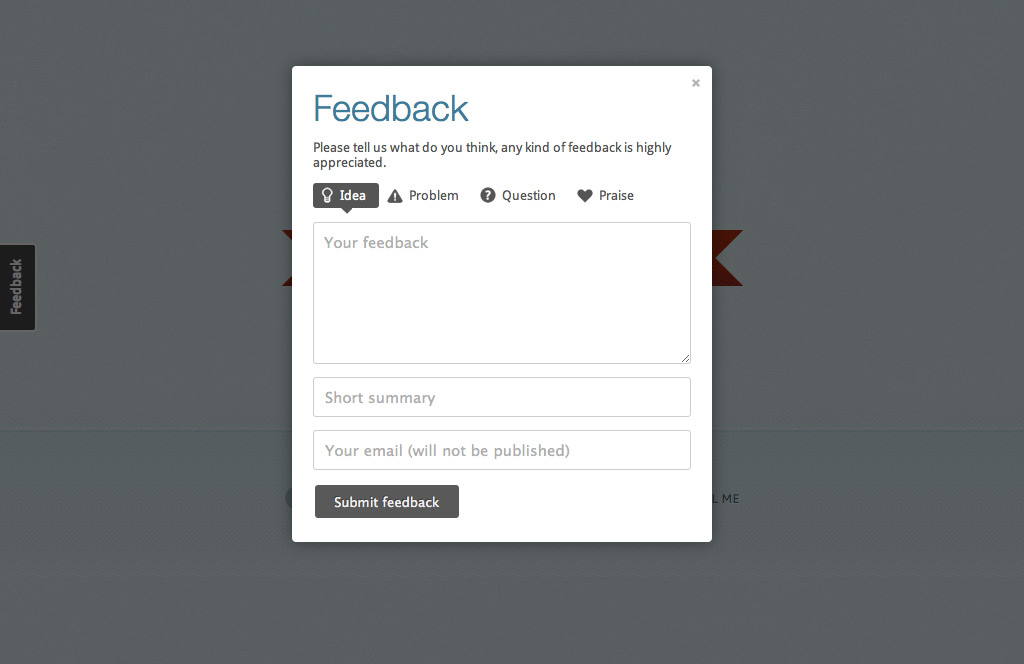 Feedback
Please tell us what do you think, any kind of feedback is highly
appreciated.
Idea Problem Question Praise
Your feedback
Feedback
Short summary
Your email (will not be published)
Submit feedback
ME